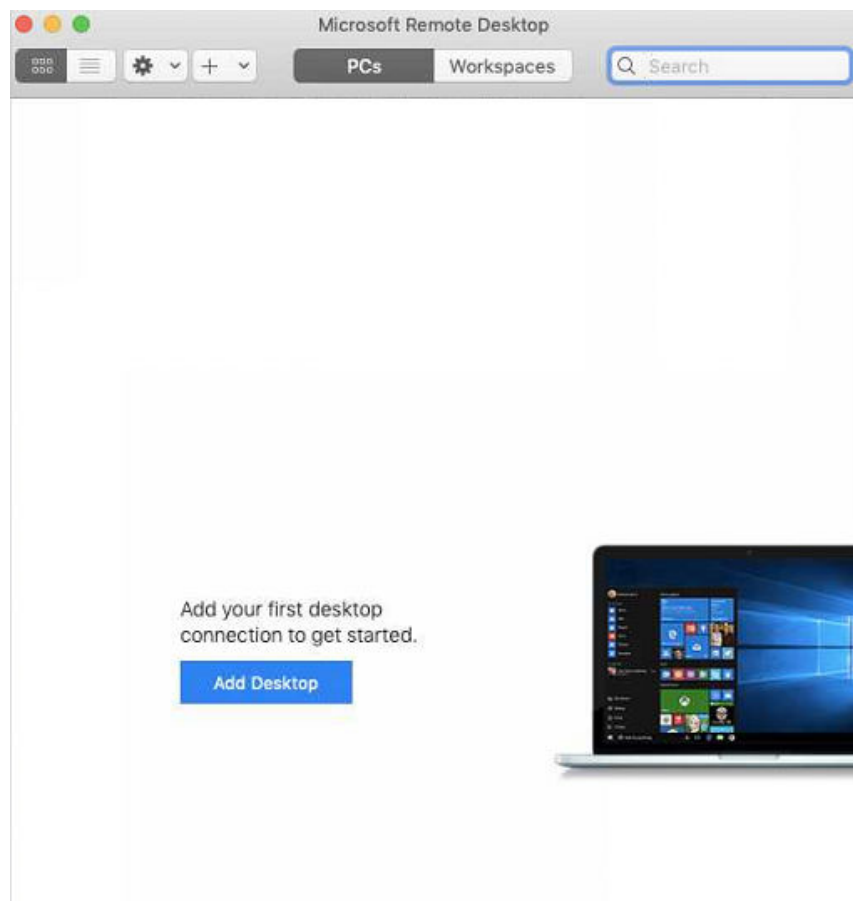 Microsoft Remote Desktop
PCs
Workspaces
Search
Add your first desktop
connection to get started.
Add Desktop